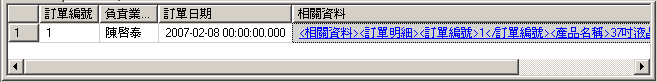 訂單編號 負責業... 訂單日期 相關資料
1 1 陳啓泰 2007-02-08 00:00:00.000 <相關資料><訂單明細><訂單編號>1</訂單編號><產品名稱>37吋液晶